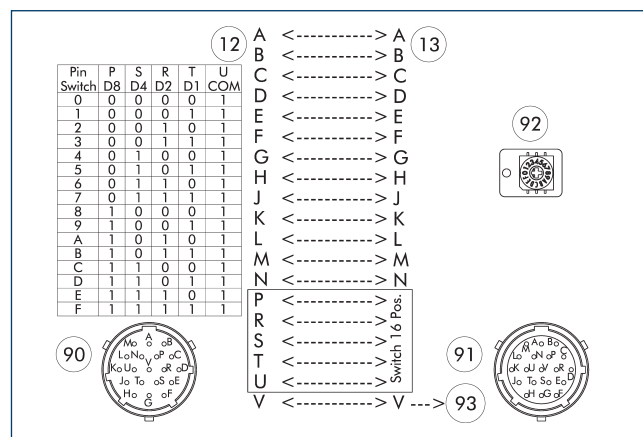 12
13
A <-----------> A
B <-----------> B
C <-----------> C
D <-----------> D
E <-----------> E
F <-----------> F
G <-----------> G
H <-----------> H
J <-----------> J
K <-----------> K
L <-----------> L
M <-----------> M
N <-----------> N
P <----------->
R <----------->
S <----------->
T <----------->
U <----------->
Switch 16 Pos.
V <-----------> V ---> 93
Pin P S R T U
Switch D8 D4 D2 D1 COM
0 0 0 0 0 1
1 0 0 0 1 1
2 0 0 1 0 1
3 0 0 1 1 1
4 0 1 0 0 1
5 0 1 0 1 1
6 0 1 1 0 1
7 0 1 1 1 1
8 1 0 0 0 1
9 1 0 0 1 1
A 1 0 1 0 1
B 1 0 1 1 1
C 1 1 0 0 1
D 1 1 0 1 1
E 1 1 1 0 1
F 1 1 1 1 1
92
90
M A B
L N P C
V
K U R D
J T S E
H G F
91
M A B
L N P C
K U V R D
J T S E
H G F